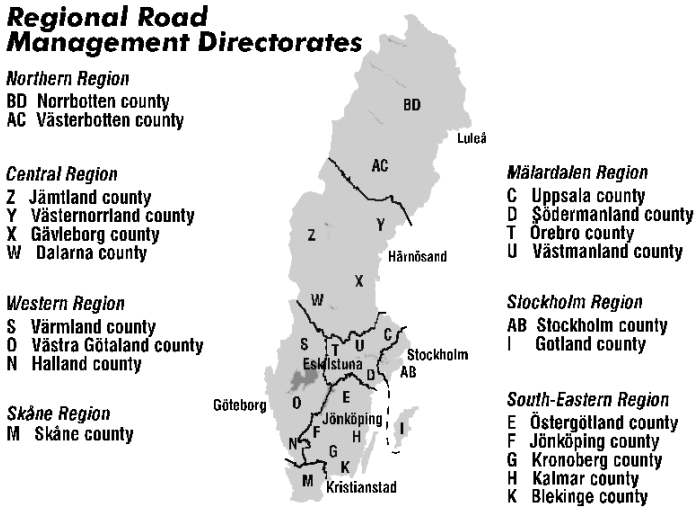 Regional Road
Management Directorates
Northern Region
BD Norrbotten county
AC Västerbotten county
Central Region
Z Jämtland county
Y Västernorrland county
X Gävleborg county
W Dalarna county
Western Region
S Värmland county
O Västra Götaland county
N Halland county
Skåne Region
M Skåne county
BD
Luleå
AC
Z
Y
Härnösand
X
W
S
T
U
C
Eskilstuna
D
Stockholm
AB
Göteborg
O
E
Jönköping
F
H
I
N
G
K
M
Kristianstad
Mälardalen Region
C Uppsala county
D Södermanland county
T Örebro county
U Västmanland county
Stockholm Region
AB Stockholm county
I Gotland county
South-Eastern Region
E Östergötland county
F Jönköping county
G Kronoberg county
H Kalmar county
K Blekinge county